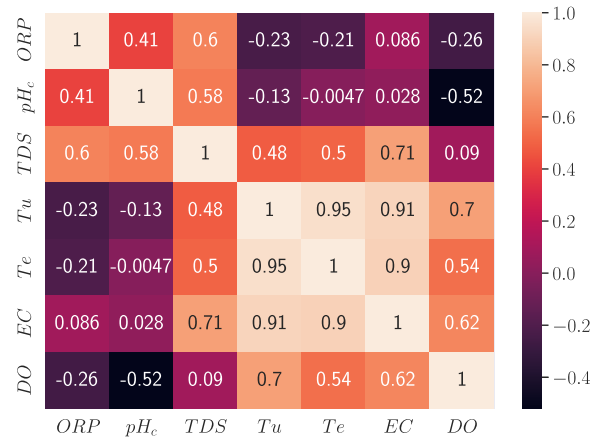 ORP 1 0.41 0.6 -0.23 -0.21 0.086 -0.26
pH_c 0.41 1 0.58 -0.13 -0.0047 0.028 -0.52
TDS 0.6 0.58 1 0.48 0.5 0.71 0.09
Tu -0.23 -0.13 0.48 1 0.95 0.91 0.7
Te -0.21 -0.0047 0.5 0.95 1 0.9 0.54
EC 0.086 0.028 0.71 0.91 0.9 1 0.62
DO -0.26 -0.52 0.09 0.7 0.54 0.62 1
ORP pH_c TDS Tu Te EC DO
1.0
0.8
0.6
0.4
0.2
0.0
−0.2
−0.4